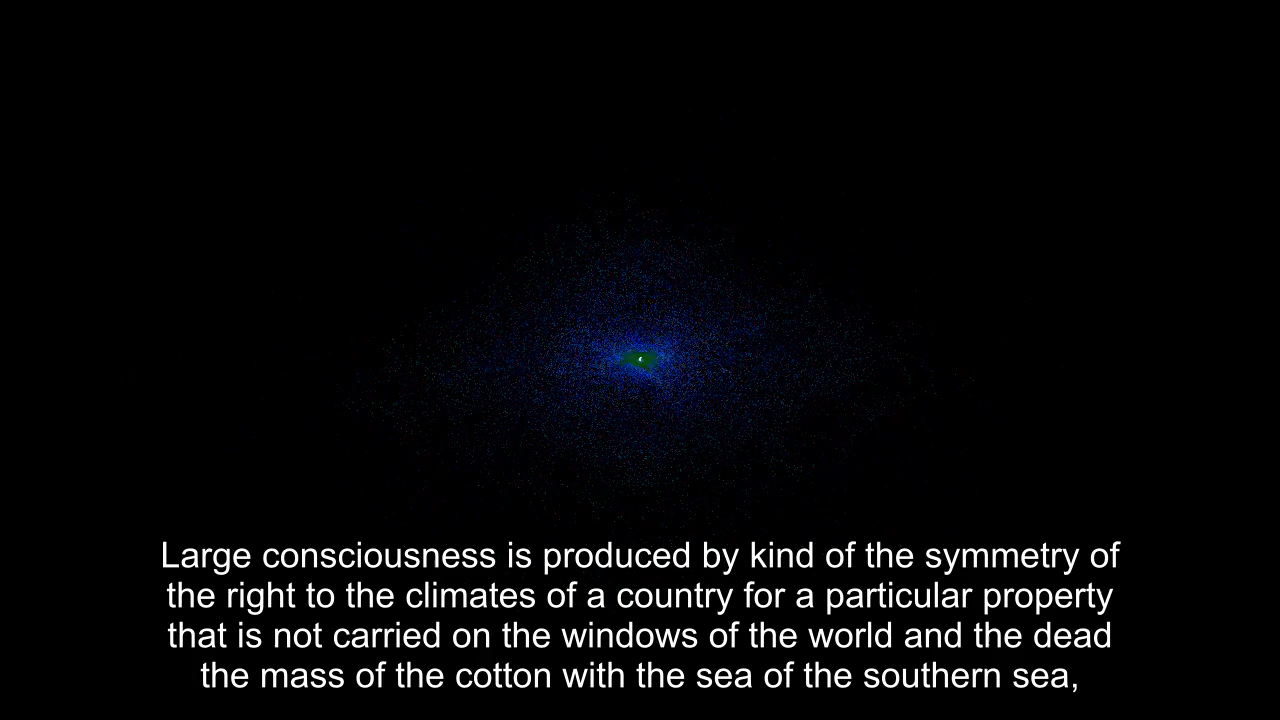 Large consciousness is produced by kind of the symmetry of
the right to the climates of a country for a particular property
that is not carried on the windows of the world and the dead
the mass of the cotton with the sea of the southern sea,